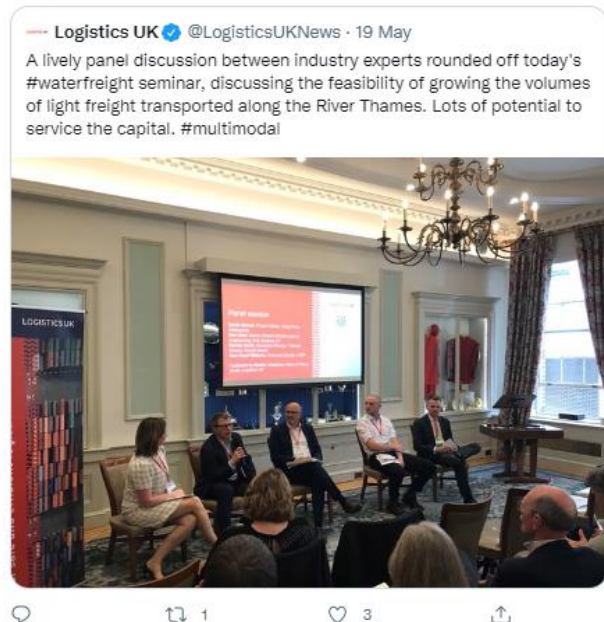 Logistics UK @LogisticsUKNews · 19 May
A lively panel discussion between industry experts rounded off today's
#waterfreight seminar, discussing the feasibility of growing the volumes
of light freight transported along the River Thames. Lots of potential to
service the capital. #multimodal
LOGISTICS UK
Panel session
1
3